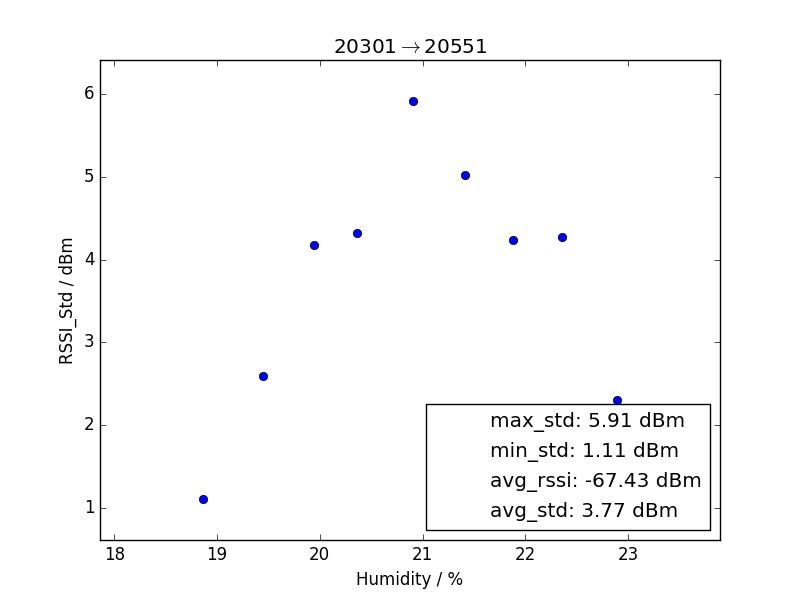 20301→20551
6
5
4
3
2
1
RSSI_Std / dBm
max_std: 5.91 dBm
min_std: 1.11 dBm
avg_rssi: -67.43 dBm
avg_std: 3.77 dBm
18 19 20 21 22 23
Humidity / %